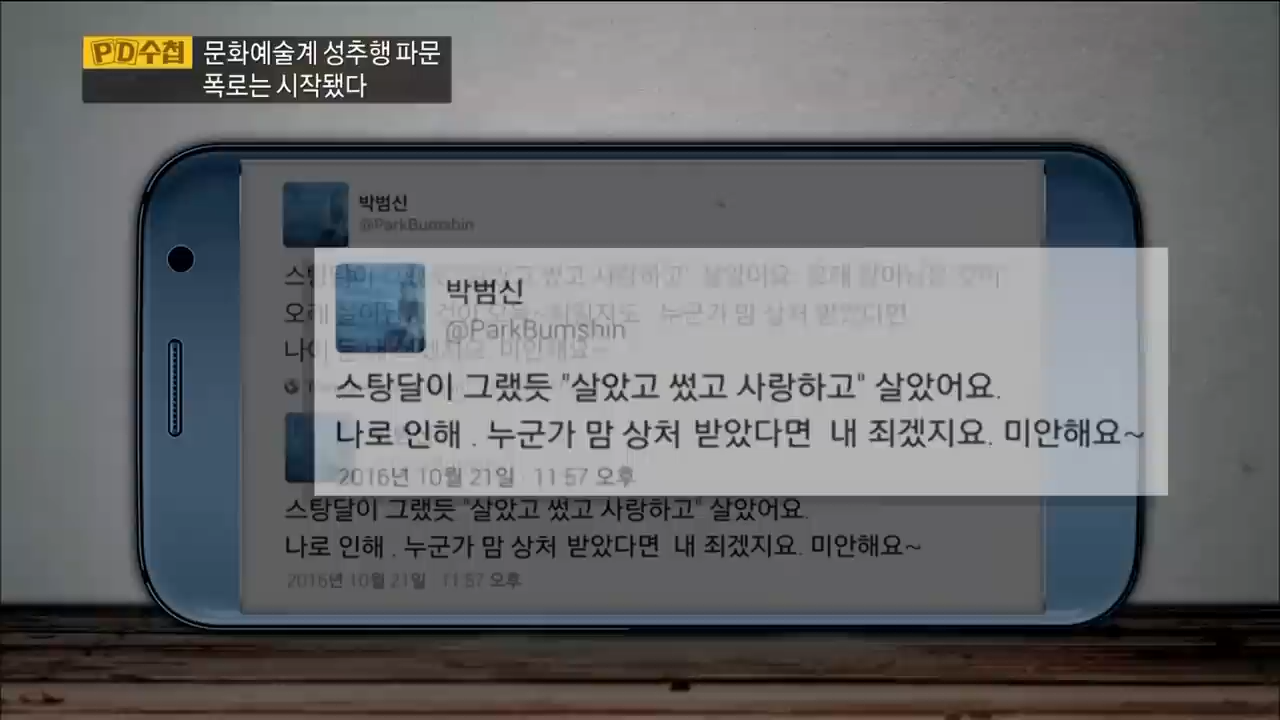 PD수첩
문화예술계 성추행 파문
폭로는 시작됐다
박범신
@ParkBumshin
박범신
@ParkBumshin
스탕달이 그랬듯 "살았고 썼고 사랑하고" 살았어요.
나로 인해 . 누군가 맘 상처 받았다면 내 죄겠지요. 미안해요~
2016년 10월 21일 11:57 오후
스탕달이 그랬듯 "살았고 썼고 사랑하고" 살았어요.
나로 인해 . 누군가 맘 상처 받았다면 내 죄겠지요. 미안해요~
2016년 10월 21일 11:57 오후